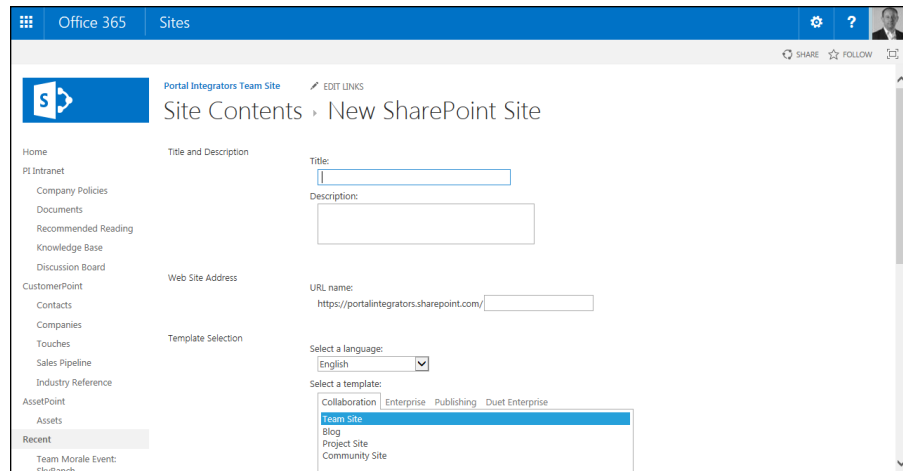 Office 365 Sites ?
SHARE FOLLOW
S
Portal Integrators Team Site EDIT LINKS
Site Contents › New SharePoint Site
Home
PI Intranet
Company Policies
Documents
Recommended Reading
Knowledge Base
Discussion Board
CustomerPoint
Contacts
Companies
Touches
Sales Pipeline
Industry Reference
AssetPoint
Assets
Recent
Team Morale Event:
SkyRanch
Title and Description
Title:
Description:
Web Site Address
URL name:
https://portalintegrators.sharepoint.com/
Template Selection
Select a language:
English
Select a template:
Collaboration Enterprise Publishing Duet Enterprise
Team Site
Blog
Project Site
Community Site